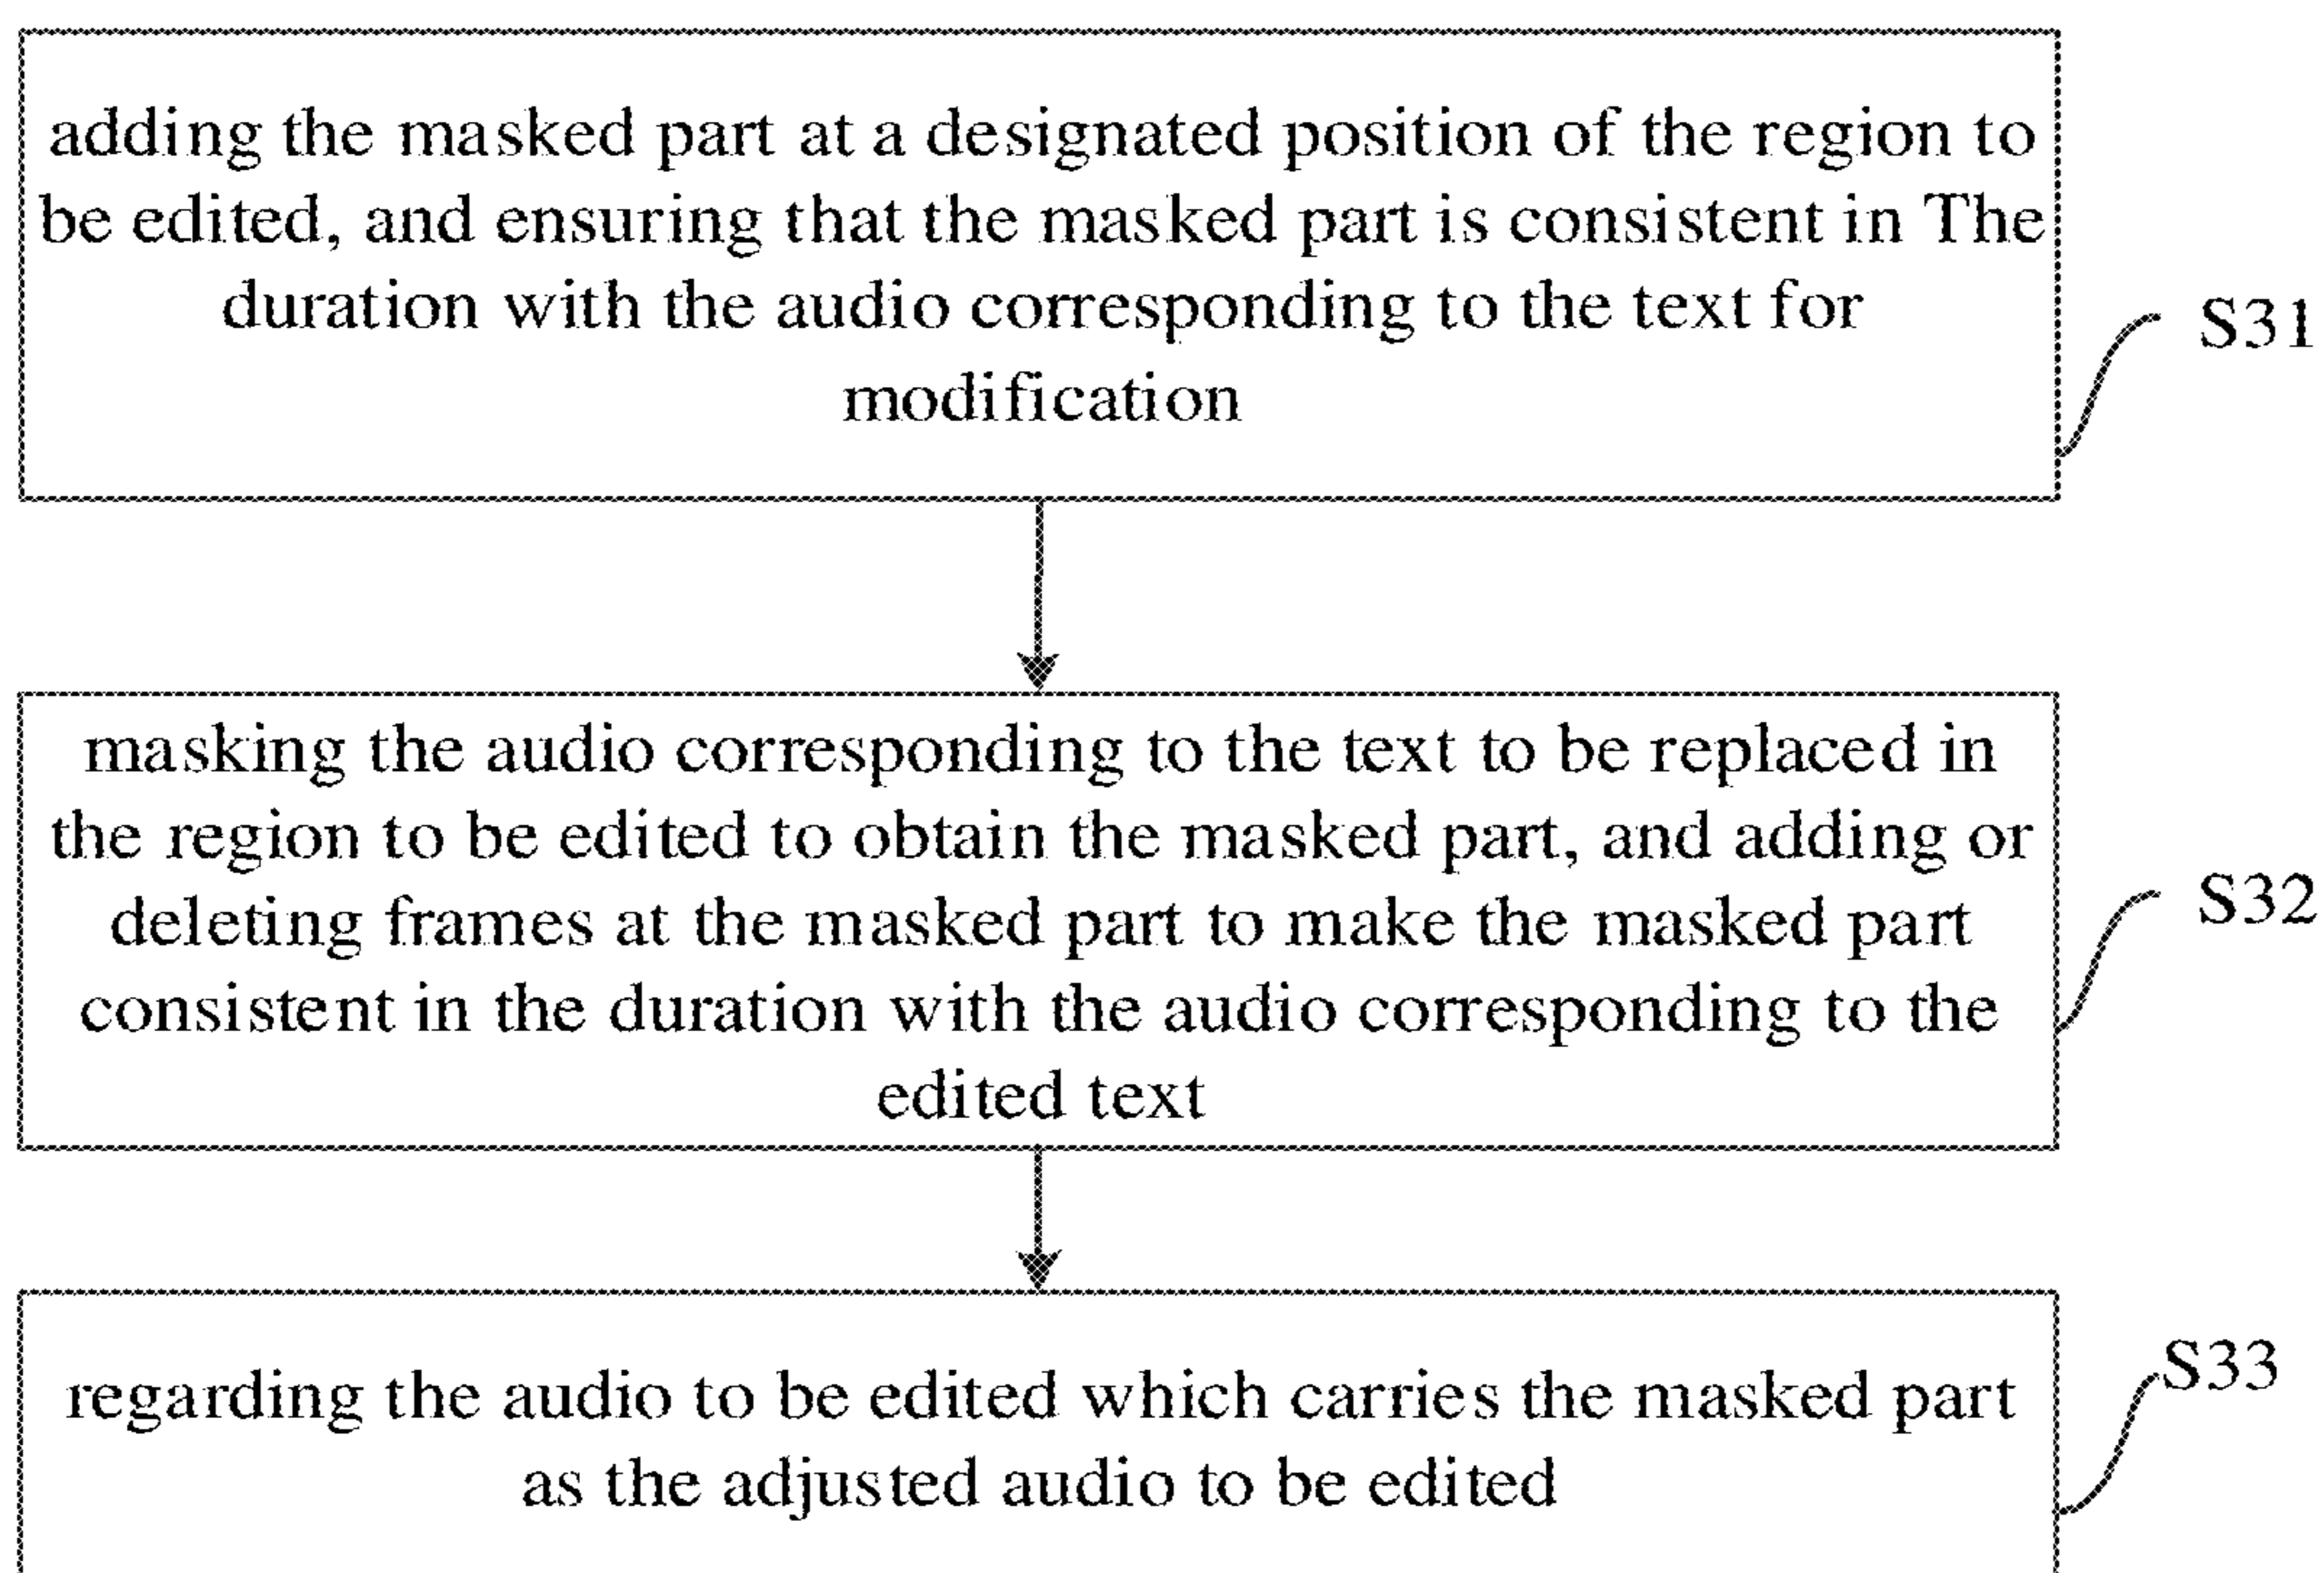 adding the masked part at a designated position of the region to
be edited, and ensuring that the masked part is consistent in The
duration with the audio corresponding to the text for
modification
S31
masking the audio corresponding to the text to be replaced in
the region to be edited to obtain the masked part, and adding or
deleting frames at the masked part to make the masked part
consistent in the duration with the audio corresponding to the
edited text
S32
regarding the audio to be edited which carries the masked part
as the adjusted audio to be edited
S33